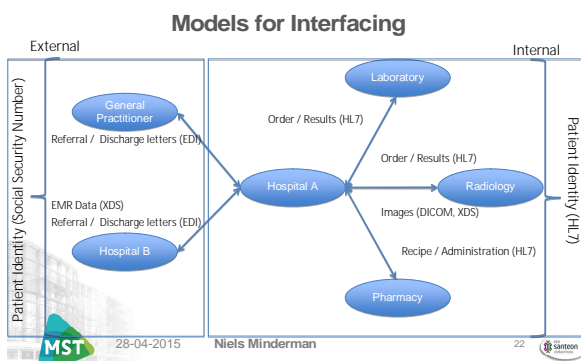 Models for Interfacing
External
Internal
Patient Identity (Social Security Number)
General
Practitioner
Referral / Discharge letters (EDI)
EMR Data (XDS)
Referral / Discharge letters (EDI)
Hospital B
Hospital A
Laboratory
Order / Results (HL7)
Order / Results (HL7)
Radiology
Images (DICOM, XDS)
Recipe / Administration (HL7)
Pharmacy
Patient Identity (HL7)
MST
28-04-2015
Niels Minderman
22
santeon